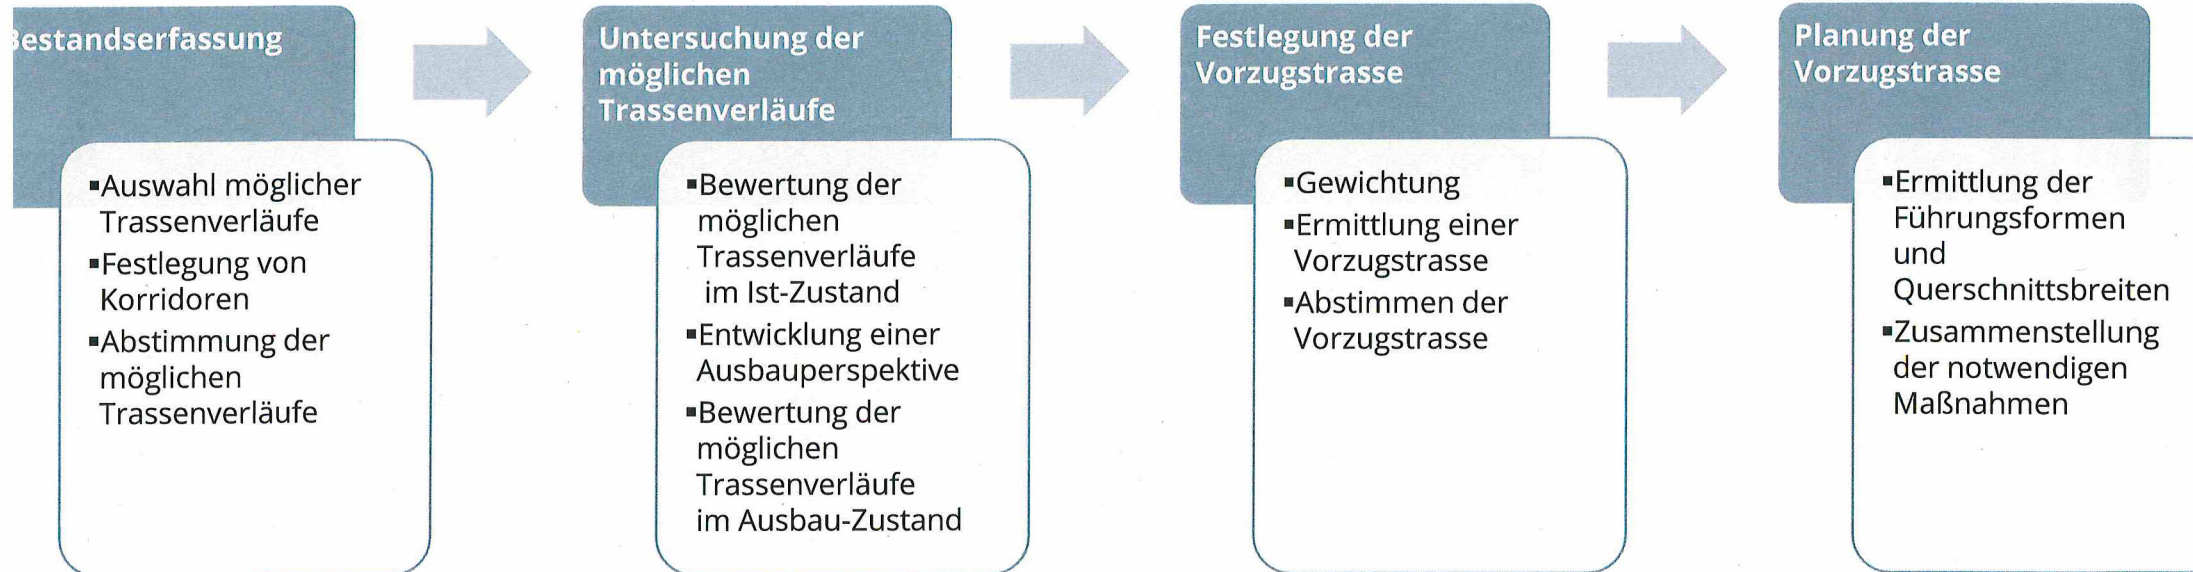 Bestandserfassung
▪Auswahl möglicher
Trassenverläufe
▪Festlegung von
Korridoren
▪Abstimmung der
möglichen
Trassenverläufe
Untersuchung der
möglichen
Trassenverläufe
▪Bewertung der
möglichen
Trassenverläufe
im Ist-Zustand
▪Entwicklung einer
Ausbauperspektive
▪Bewertung der
möglichen
Trassenverläufe
im Ausbau-Zustand
Festlegung der
Vorzugstrasse
▪Gewichtung
▪Ermittlung einer
Vorzugstrasse
▪Abstimmen der
Vorzugstrasse
Planung der
Vorzugstrasse
▪Ermittlung der
Führungsformen
und
Querschnittsbreiten
▪Zusammenstellung
der notwendigen
Maßnahmen